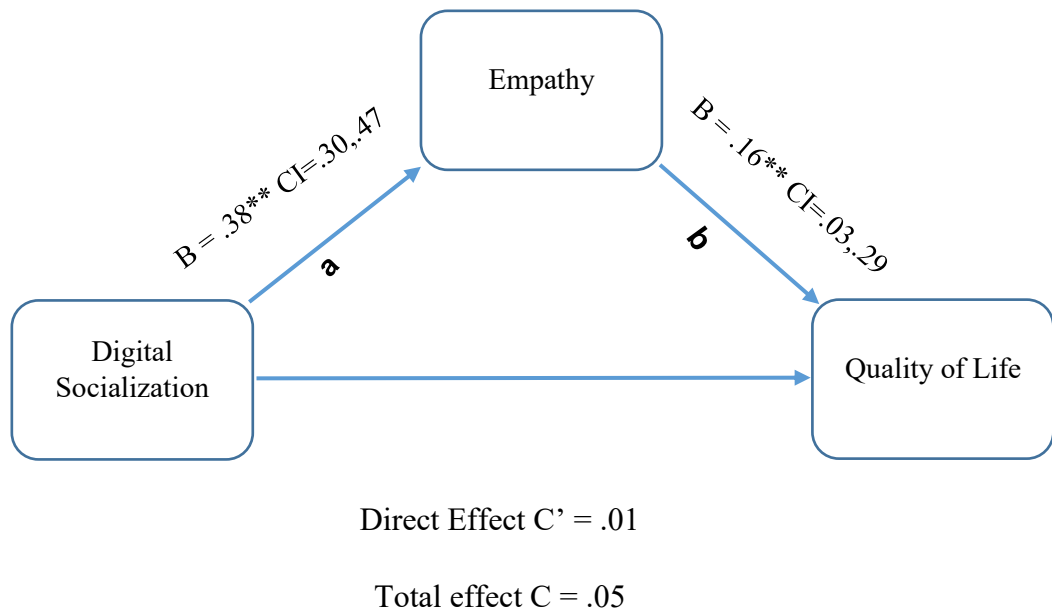 Empathy
B = .38** CI=.30,.47
B = .16** CI=.03,.29
a
b
Digital
Socialization
Quality of Life
Direct Effect C’ = .01
Total effect C = .05